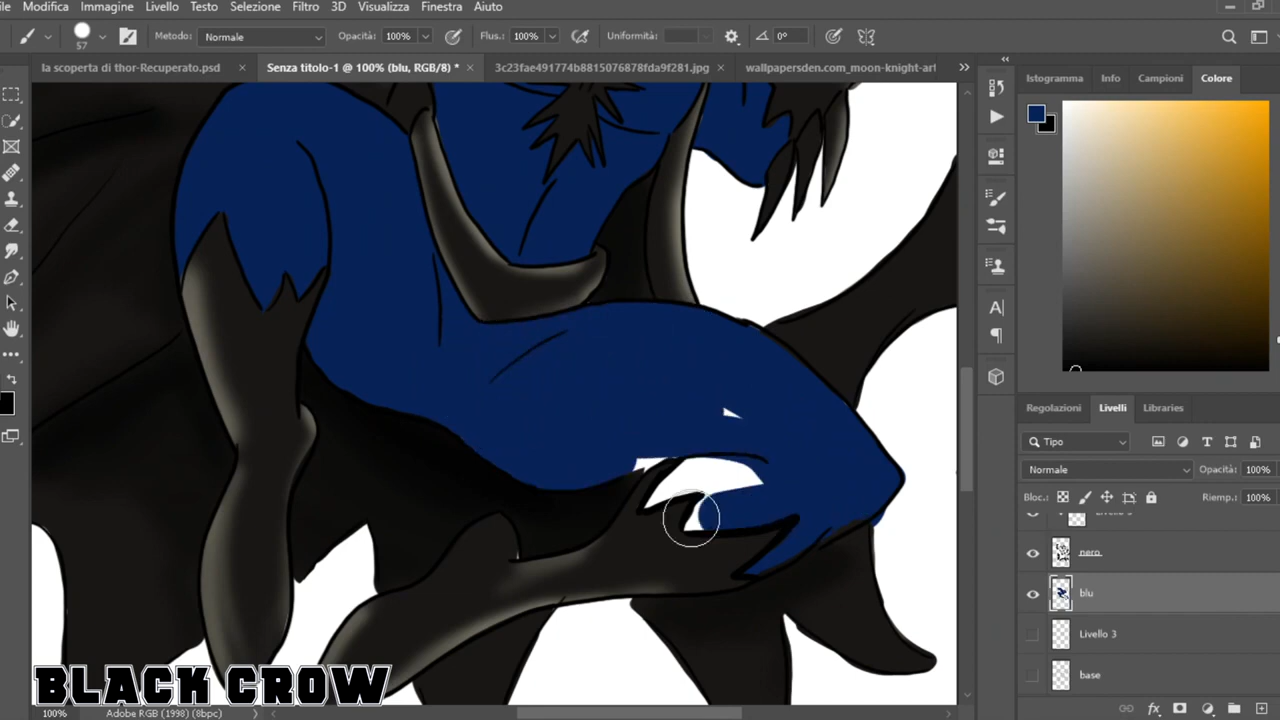 Modifica Immagine Livello Testo Selezione Filtro 3D Visualizza Finestra Aiuto
57 Metodo: Normale Opacità: 100% Flus.: 100% Uniformità: 0°
la scoperta di thor-Recuperato.psd × Senza titolo-1 @ 100% (blu, RGB/8) * × 3c23fae491774b8815076878fda9f281.jpg × wallpapersden.com_moon-knight-art
Istogramma Info Campioni Colore
Regolazioni Livelli Libraries
Tipo
Normale Opacità: 100%
Bloc.: Riemp.: 100%
nero
blu
Livello 3
base
BLACK CROW
100% Adobe RGB (1998) (8bpc)